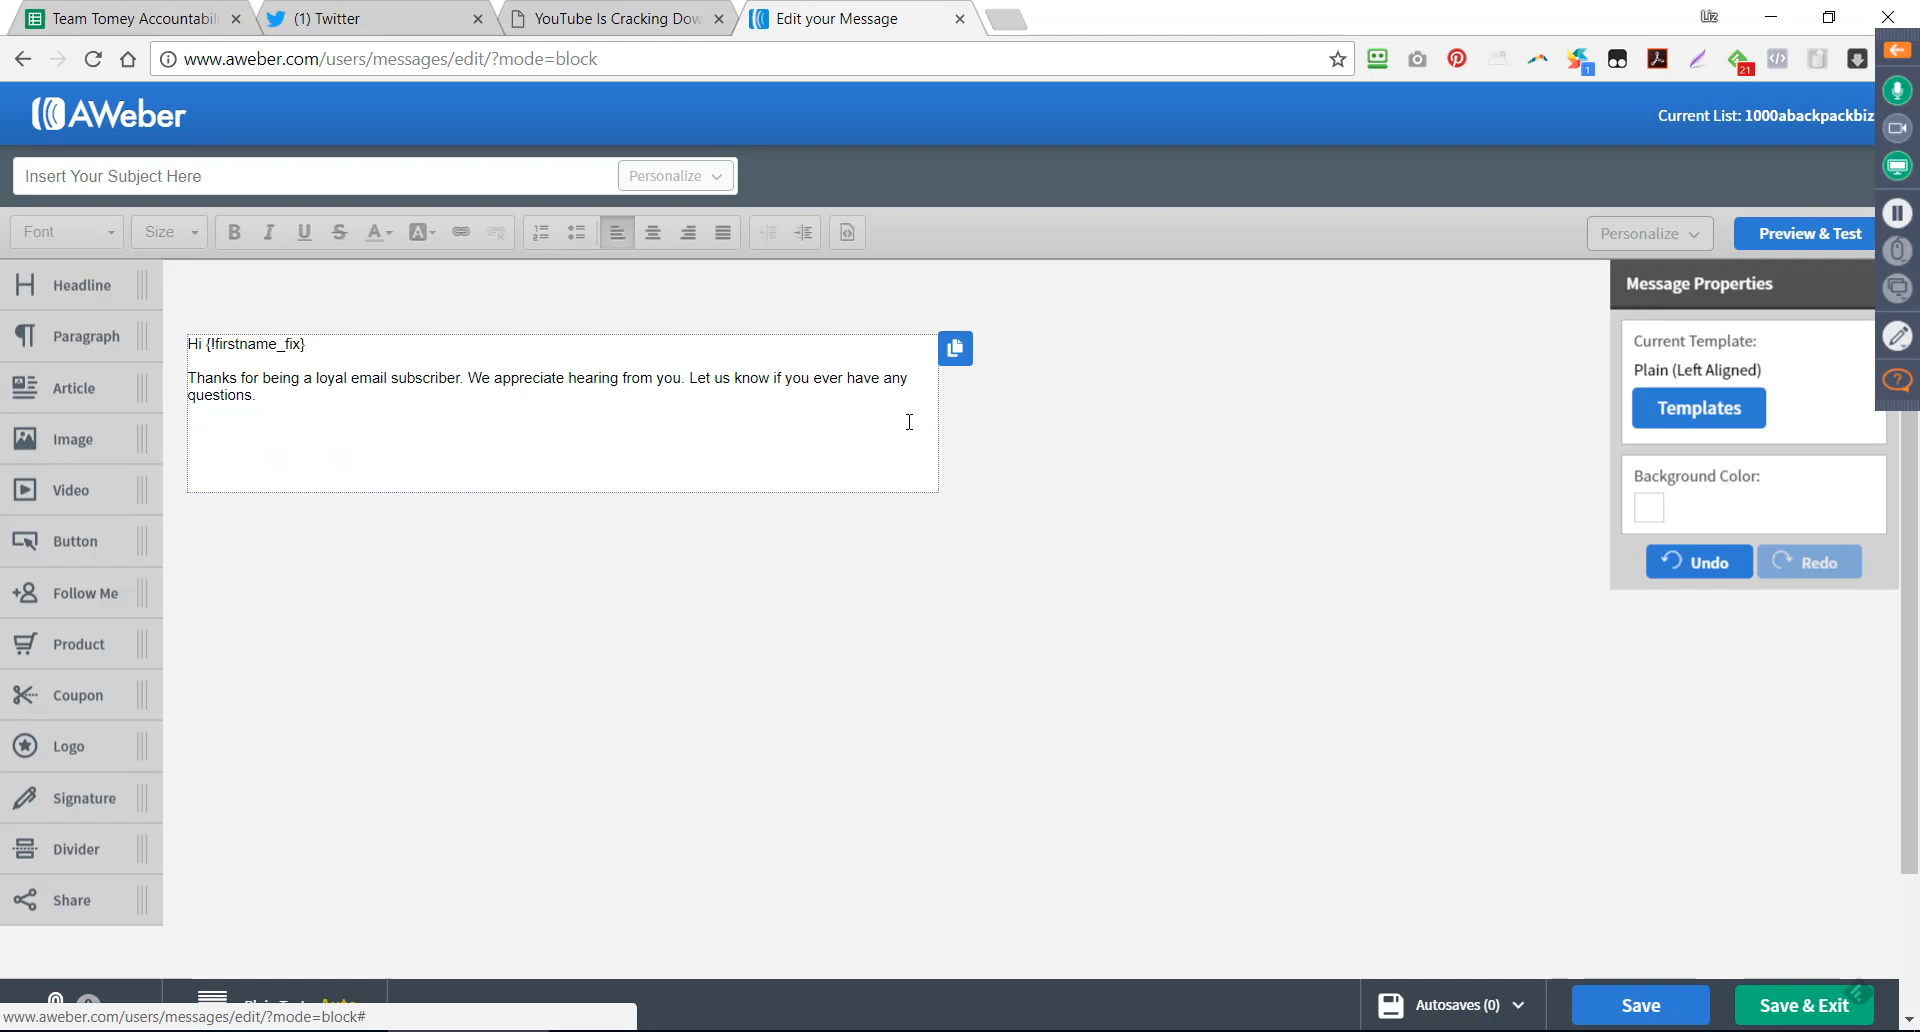 Team Tomey Accountabil
(1) Twitter
YouTube Is Cracking Dow
Edit your Message
Liz
www.aweber.com/users/messages/edit/?mode=block
1
21
AWeber
Current List: 1000abackpackbiz
Insert Your Subject Here
Personalize
Font
Size
B I U S A A
Personalize
Preview & Test
Headline
Paragraph
Article
Image
Video
Button
Follow Me
Product
Coupon
Logo
Signature
Divider
Share
Hi {!firstname_fix}
Thanks for being a loyal email subscriber. We appreciate hearing from you. Let us know if you ever have any
questions.
Message Properties
Current Template:
Plain (Left Aligned)
Templates
Background Color:
Undo
Redo
Autosaves (0)
Save
Save & Exit
www.aweber.com/users/messages/edit/?mode=block#